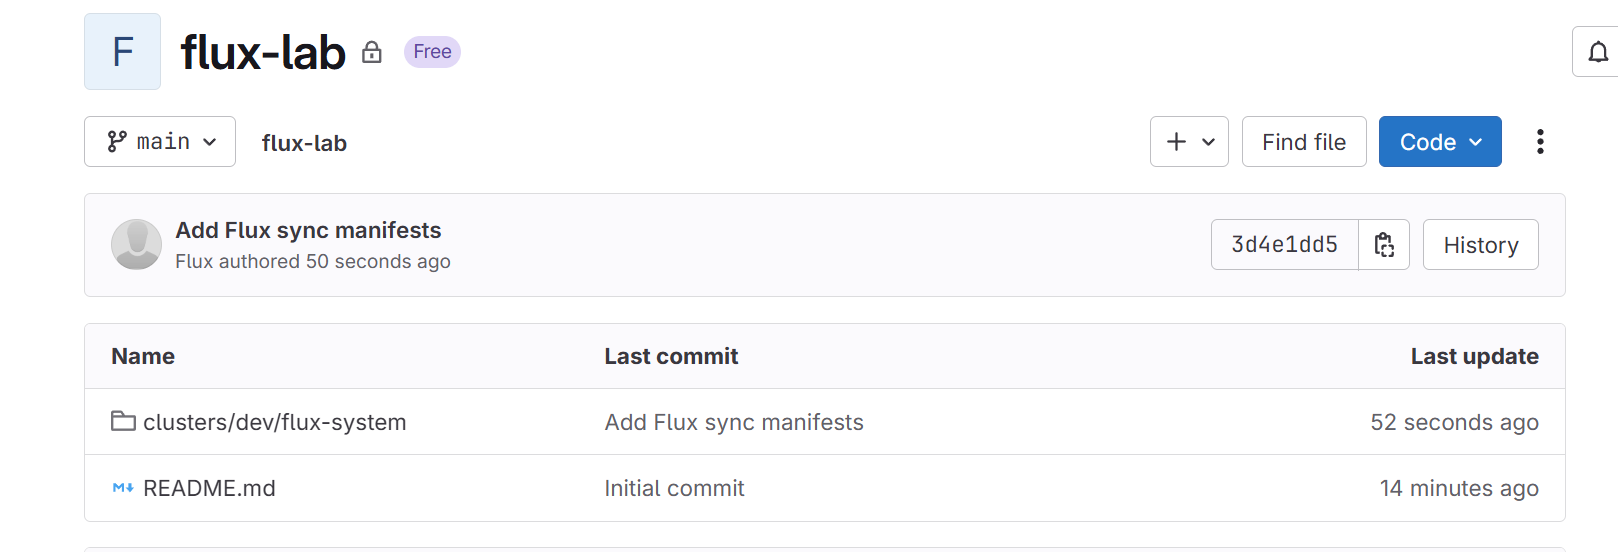 F
flux-lab Free
main flux-lab Find file Code
Add Flux sync manifests
Flux authored 50 seconds ago
3d4e1dd5 History
Name Last commit Last update
clusters/dev/flux-system Add Flux sync manifests 52 seconds ago
README.md Initial commit 14 minutes ago